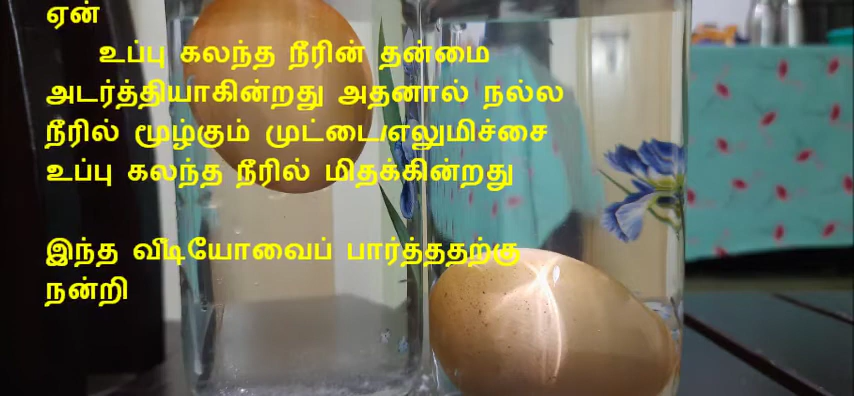 ஏன்
உப்பு கலந்த நீரின் தன்மை
அடர்த்தியாகின்றது அதனால் நல்ல
நீரில் மூழ்கும் முட்டை/எலுமிச்சை
உப்பு கலந்த நீரில் மிதக்கின்றது
இந்த வீடியோவைப் பார்த்ததற்கு
நன்றி